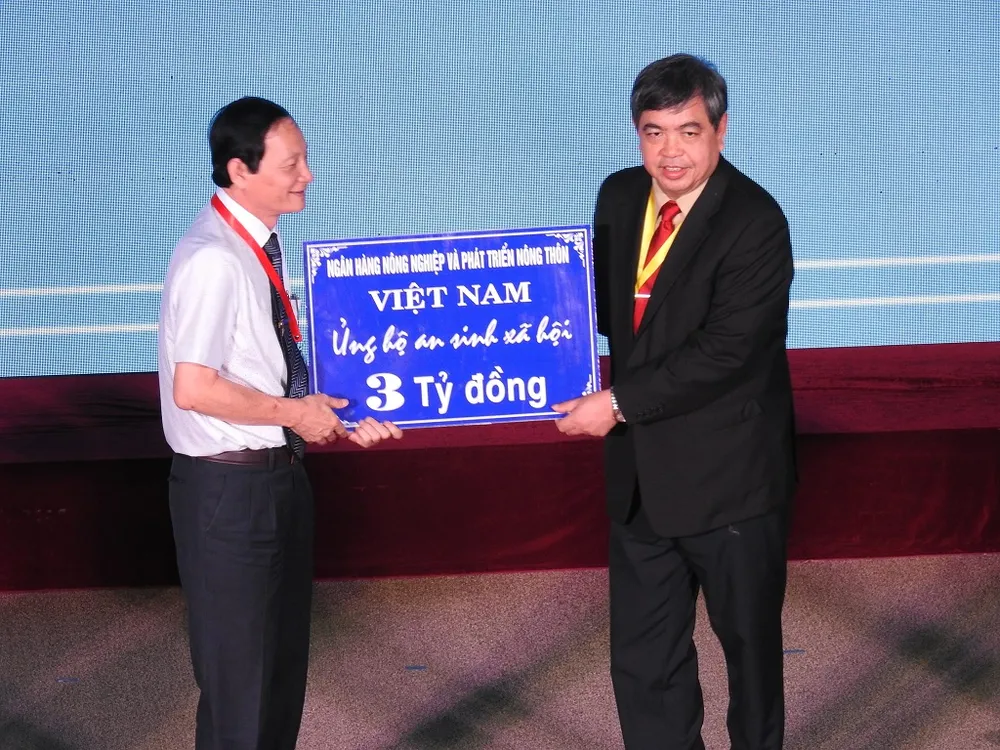 NGÂN HÀNG NÔNG NGHIỆP VÀ PHÁT TRIỂN NÔNG THÔN
VIỆT NAM
Ủng hộ an sinh xã hội
3 Tỷ đồng